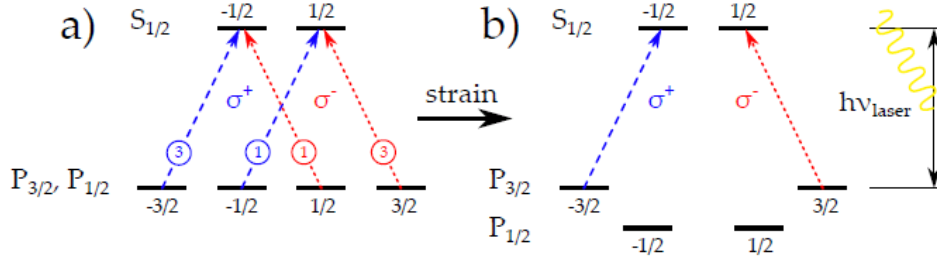 a)
S1/2
-1/2 1/2
σ+ σ-
3 1 1 3
P3/2, P1/2
-3/2 -1/2 1/2 3/2
strain
b)
S1/2
-1/2 1/2
σ+ σ-
hνlaser
P3/2
-3/2 3/2
P1/2
-1/2 1/2